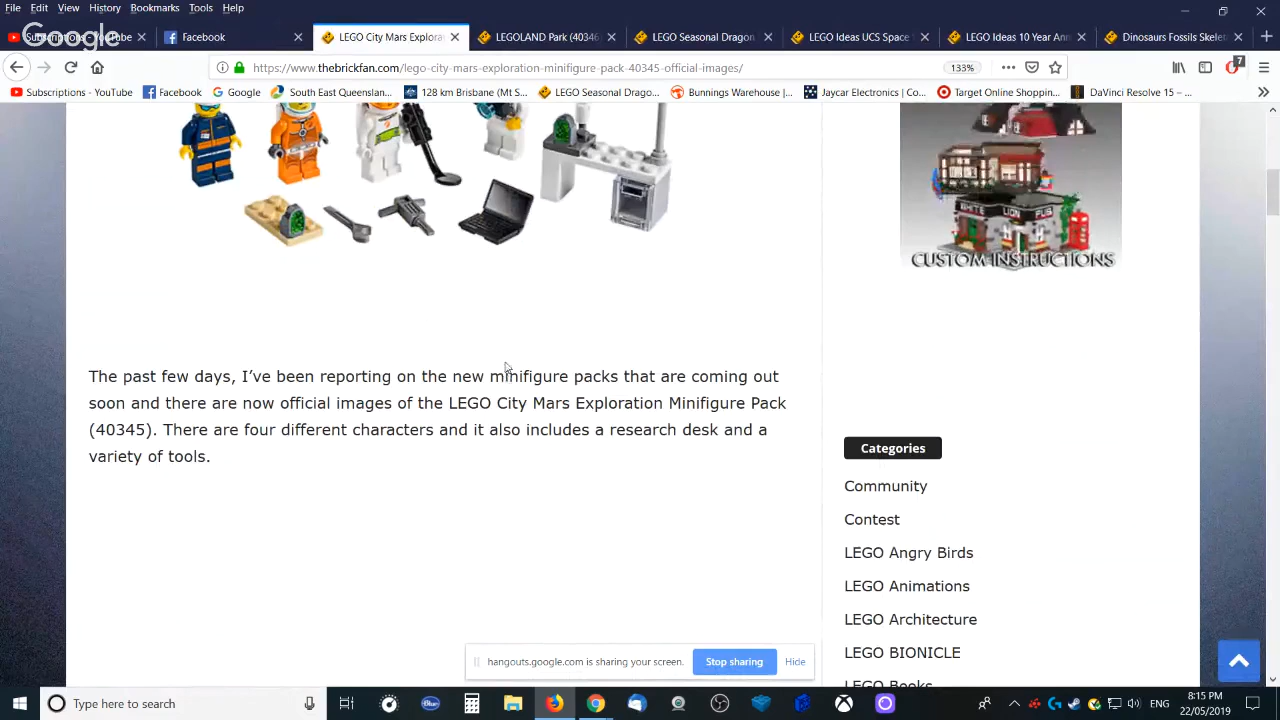 File Edit View History Bookmarks Tools Help
Google
Facebook
LEGO City Mars Explora
LEGOLAND Park (40346
LEGO Seasonal Dragon
LEGO Ideas UCS Space
LEGO Ideas 10 Year Ann
Dinosaurs Fossils Skelet
https://www.thebrickfan.com/lego-city-mars-exploration-minifigure-pack-40345-official-images/
133%
7
Subscriptions - YouTube
Facebook
Google
South East Queenslan...
128 km Brisbane (Mt S...
LEGO Seasonal Drago...
Bunnings Warehouse |...
Jaycar Electronics | Co...
Target Online Shoppin...
DaVinci Resolve 15 – ...
WHITE LION PUB
CUSTOM INSTRUCTIONS
The past few days, I’ve been reporting on the new minifigure packs that are coming out
soon and there are now official images of the LEGO City Mars Exploration Minifigure Pack
(40345). There are four different characters and it also includes a research desk and a
variety of tools.
Categories
Community
Contest
LEGO Angry Birds
LEGO Animations
LEGO Architecture
LEGO BIONICLE
LEGO Books
hangouts.google.com is sharing your screen.
Stop sharing
Hide
Type here to search
ENG
8:15 PM
22/05/2019